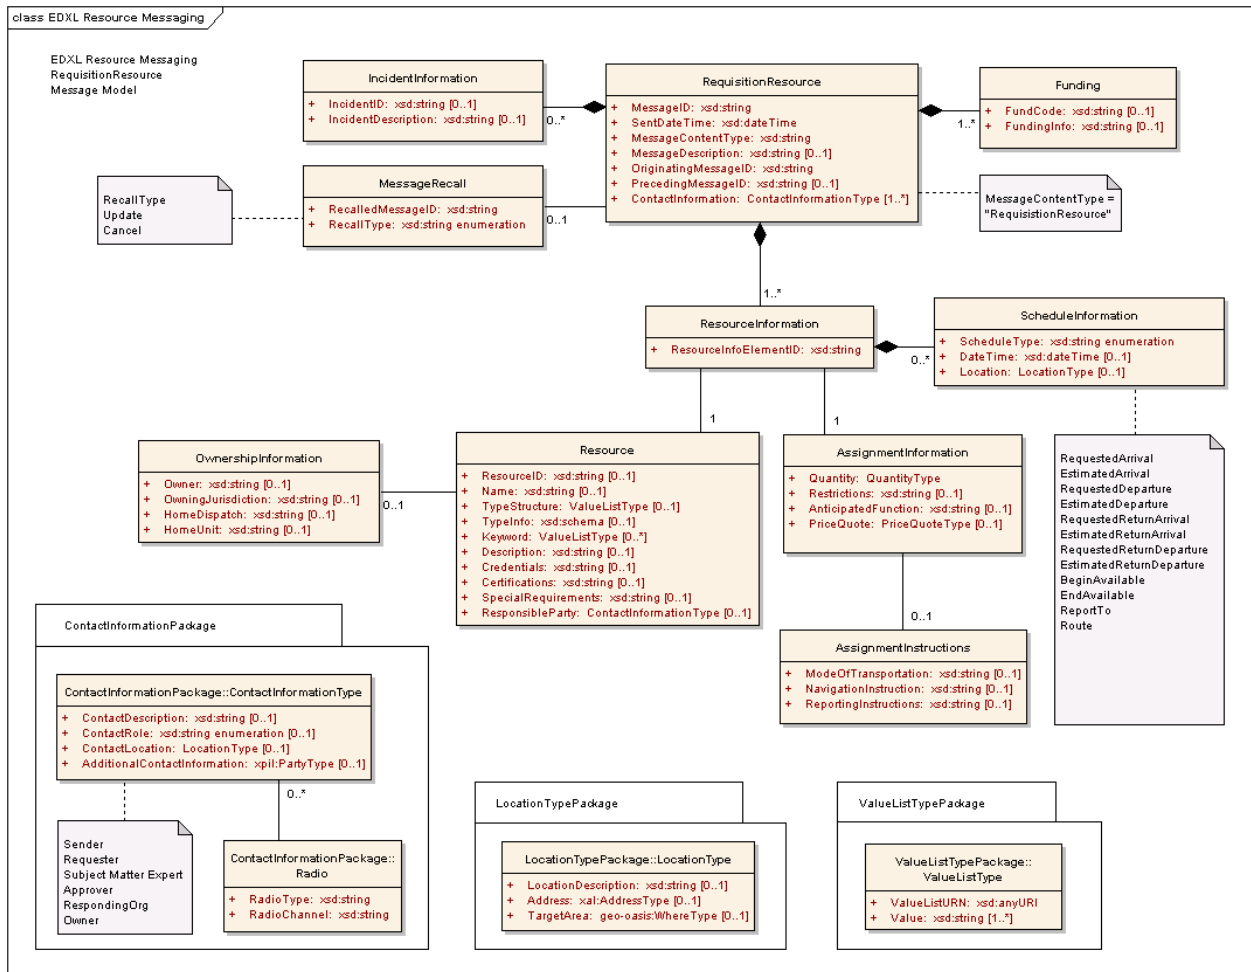 class EDXL Resource Messaging
EDXL Resource Messaging
RequisitionResource
Message Model
IncidentInformation
+ IncidentID: xsd:string [0..1]
+ IncidentDescription: xsd:string [0..1]
0..*
RequisitionResource
+ MessageID: xsd:string
+ SentDateTime: xsd:dateTime
+ MessageContentType: xsd:string
+ MessageDescription: xsd:string [0..1]
+ OriginatingMessageID: xsd:string
+ PrecedingMessageID: xsd:string [0..1]
+ ContactInformation: ContactInformationType [1..*]
Funding
+ FundCode: xsd:string [0..1]
+ FundingInfo: xsd:string [0..1]
1..*
RecallType
Update
Cancel
MessageRecall
+ RecalledMessageID: xsd:string
+ RecallType: xsd:string enumeration
0..1
MessageContentType =
"RequisistionResource"
1..*
ResourceInformation
+ ResourceInfoElementID: xsd:string
0..*
ScheduleInformation
+ ScheduleType: xsd:string enumeration
+ DateTime: xsd:dateTime [0..1]
+ Location: LocationType [0..1]
1
1
OwnershipInformation
+ Owner: xsd:string [0..1]
+ OwningJurisdiction: xsd:string [0..1]
+ HomeDispatch: xsd:string [0..1]
+ HomeUnit: xsd:string [0..1]
0..1
Resource
+ ResourceID: xsd:string [0..1]
+ Name: xsd:string [0..1]
+ TypeStructure: ValueListType [0..1]
+ TypeInfo: xsd:schema [0..1]
+ Keyword: ValueListType [0..*]
+ Description: xsd:string [0..1]
+ Credentials: xsd:string [0..1]
+ Certifications: xsd:string [0..1]
+ SpecialRequirements: xsd:string [0..1]
+ ResponsibleParty: ContactInformationType [0..1]
AssignmentInformation
+ Quantity: QuantityType
+ Restrictions: xsd:string [0..1]
+ AnticipatedFunction: xsd:string [0..1]
+ PriceQuote: PriceQuoteType [0..1]
RequestedArrival
EstimatedArrival
RequestedDeparture
EstimatedDeparture
RequestedReturnArrival
EstimatedReturnArrival
RequestedReturnDeparture
EstimatedReturnDeparture
BeginAvailable
EndAvailable
ReportTo
Route
0..1
AssignmentInstructions
+ ModeOfTransportation: xsd:string [0..1]
+ NavigationInstruction: xsd:string [0..1]
+ ReportingInstructions: xsd:string [0..1]
ContactInformationPackage
ContactInformationPackage::ContactInformationType
+ ContactDescription: xsd:string [0..1]
+ ContactRole: xsd:string enumeration [0..1]
+ ContactLocation: LocationType [0..1]
+ AdditionalContactInformation: xpil:PartyType [0..1]
0..*
Sender
Requester
Subject Matter Expert
Approver
RespondingOrg
Owner
ContactInformationPackage::
Radio
+ RadioType: xsd:string
+ RadioChannel: xsd:string
LocationTypePackage
LocationTypePackage::LocationType
+ LocationDescription: xsd:string [0..1]
+ Address: xal:AddressType [0..1]
+ TargetArea: geo-oasis:WhereType [0..1]
ValueListTypePackage
ValueListTypePackage::
ValueListType
+ ValueListURN: xsd:anyURI
+ Value: xsd:string [1..*]